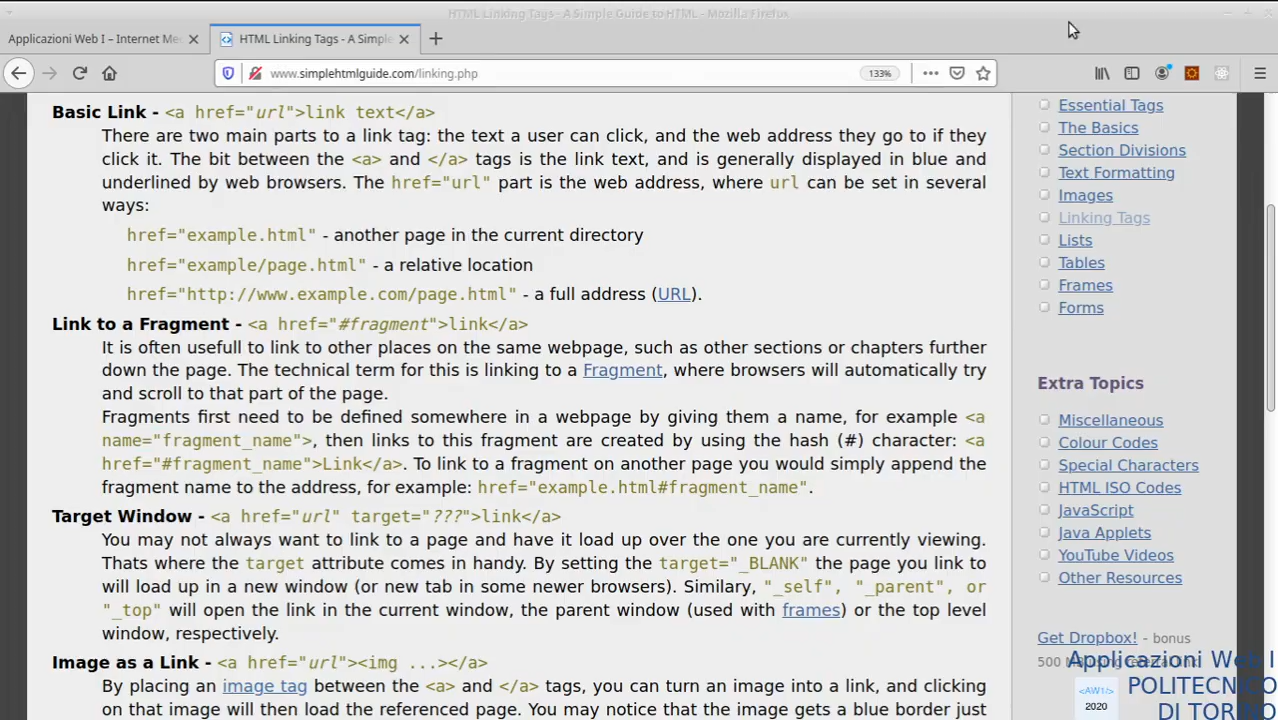 HTML Linking Tags - A Simple Guide to HTML - Mozilla Firefox
Applicazioni Web I – Internet Me
HTML Linking Tags - A Simple
www.simplehtmlguide.com/linking.php
133%
Basic Link - <a href="url">link text</a>
There are two main parts to a link tag: the text a user can click, and the web address they go to if they
click it. The bit between the <a> and </a> tags is the link text, and is generally displayed in blue and
underlined by web browsers. The href="url" part is the web address, where url can be set in several
ways:
href="example.html" - another page in the current directory
href="example/page.html" - a relative location
href="http://www.example.com/page.html" - a full address (URL).
Link to a Fragment - <a href="#fragment">link</a>
It is often usefull to link to other places on the same webpage, such as other sections or chapters further
down the page. The technical term for this is linking to a Fragment, where browsers will automatically try
and scroll to that part of the page.
Fragments first need to be defined somewhere in a webpage by giving them a name, for example <a
name="fragment_name">, then links to this fragment are created by using the hash (#) character: <a
href="#fragment_name">Link</a>. To link to a fragment on another page you would simply append the
fragment name to the address, for example: href="example.html#fragment_name".
Target Window - <a href="url" target="???">link</a>
You may not always want to link to a page and have it load up over the one you are currently viewing.
Thats where the target attribute comes in handy. By setting the target="_BLANK" the page you link to
will load up in a new window (or new tab in some newer browsers). Similary, "_self", "_parent", or
"_top" will open the link in the current window, the parent window (used with frames) or the top level
window, respectively.
Image as a Link - <a href="url"><img ...></a>
By placing an image tag between the <a> and </a> tags, you can turn an image into a link, and clicking
on that image will then load the referenced page. You may notice that the image gets a blue border just
Essential Tags
The Basics
Section Divisions
Text Formatting
Images
Linking Tags
Lists
Tables
Frames
Forms
Extra Topics
Miscellaneous
Colour Codes
Special Characters
HTML ISO Codes
JavaScript
Java Applets
YouTube Videos
Other Resources
Get Dropbox! - bonus
500
Applicazioni Web I
POLITECNICO
DI TORINO
<AW1/>
2020